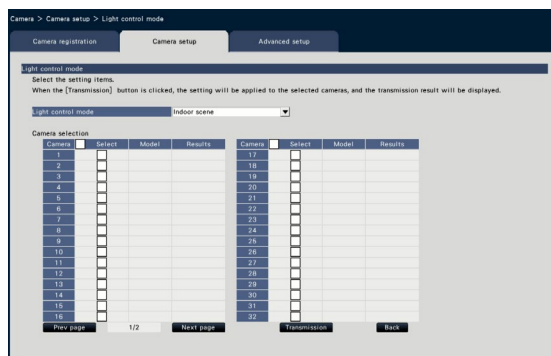 Camera > Camera setup > Light control mode
Camera registration Camera setup Advanced setup
Light control mode
Select the setting items.
When the [Transmission] button is clicked, the setting will be applied to the selected cameras, and the transmission result will be displayed.
Light control mode Indoor scene
Camera selection
Camera Select Model Results Camera Select Model Results
1 17
2 18
3 19
4 20
5 21
6 22
7 23
8 24
9 25
10 26
11 27
12 28
13 29
14 30
15 31
16 32
Prev page 1/2 Next page Transmission Back